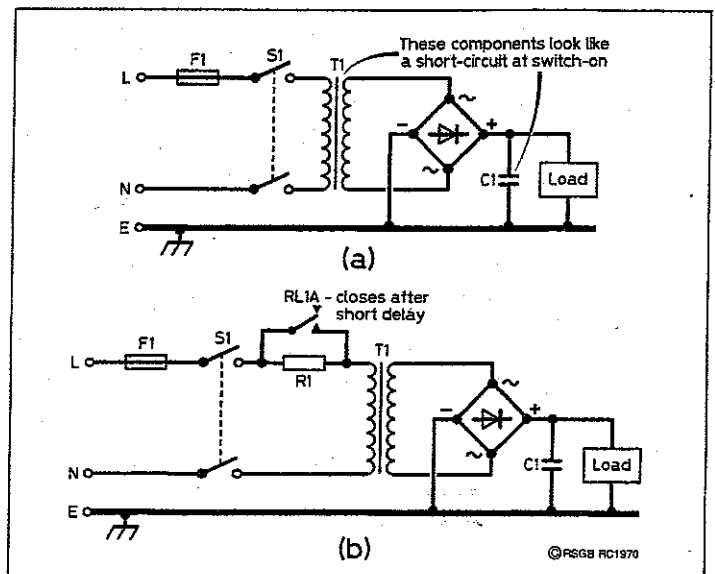 These components look like
a short-circuit at switch-on
F1
S1
T1
L
~
-
+
C1
Load
N
~
E
(a)
RL1A - closes after
short delay
F1
S1
R1
T1
L
~
-
+
C1
Load
N
~
E
(b)
©RSGB RC1970